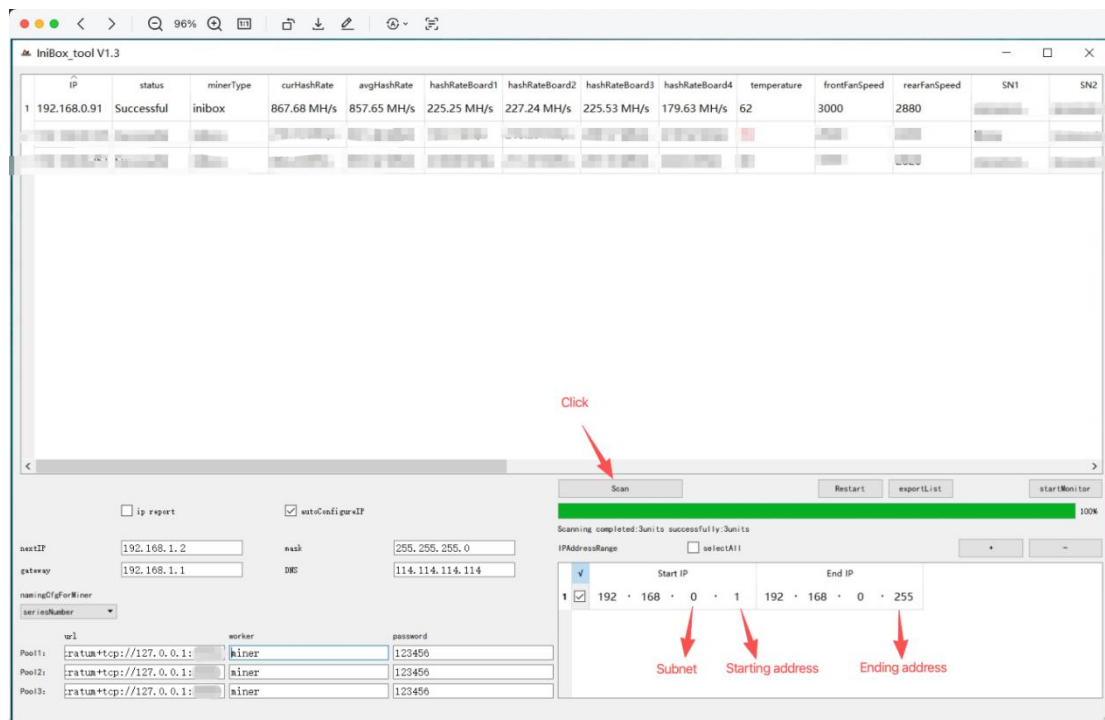 96%
IniBox_tool V1.3
IP status minerType curHashRate avgHashRate hashRateBoard1 hashRateBoard2 hashRateBoard3 hashRateBoard4 temperature frontFanSpeed rearFanSpeed SN1 SN2
1 192.168.0.91 Successful inibox 867.68 MH/s 857.65 MH/s 225.25 MH/s 227.24 MH/s 225.53 MH/s 179.63 MH/s 62 3000 2880
Click
Scan Restart exportList startMonitor
ip report autoConfigureIP 100%
Scanning completed:3units successfully:3units
nextIP 192.168.1.2 mask 255.255.255.0 IPAddressRange selectAll + -
gateway 192.168.1.1 DNS 114.114.114.114
√ Start IP End IP
namingCfgForMiner
1 192 . 168 . 0 . 1 192 . 168 . 0 . 255
seriesNumber
url worker password
Pool1: :ratum+tcp://127.0.0.1: miner 123456
Subnet Starting address Ending address
Pool2: :ratum+tcp://127.0.0.1: miner 123456
Pool3: :ratum+tcp://127.0.0.1: miner 123456